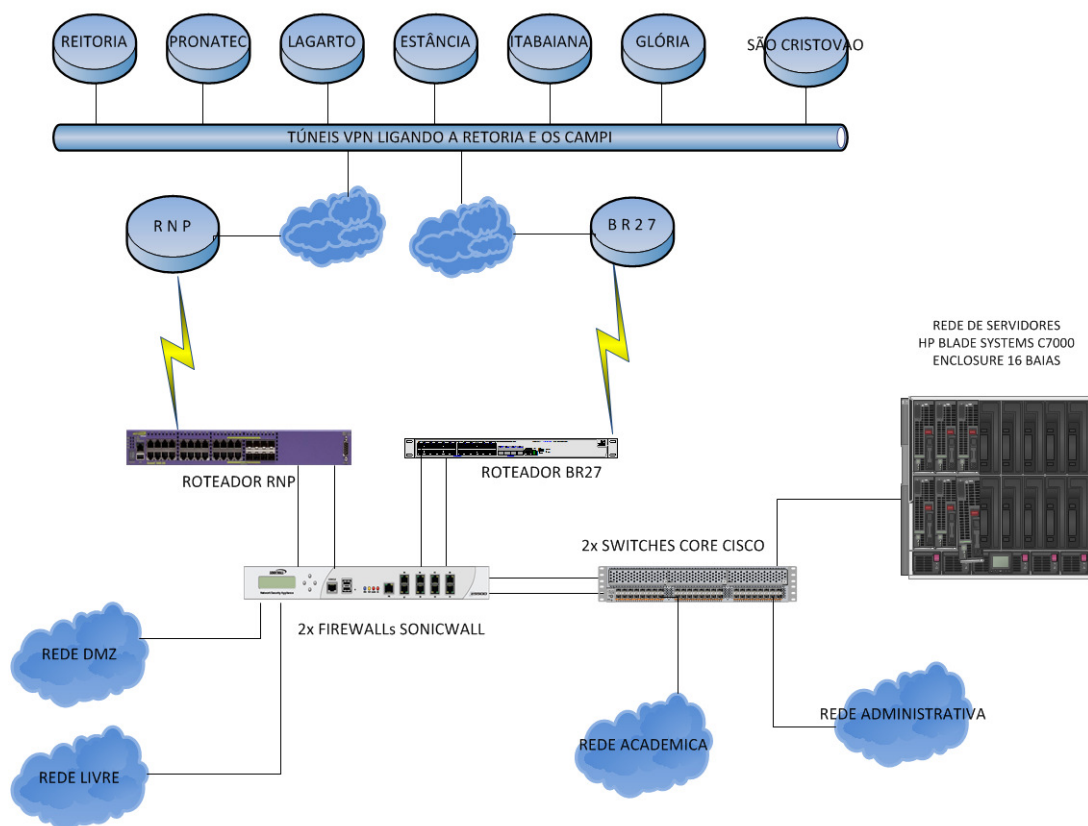 REITORIA
PRONATEC
LAGARTO
ESTÂNCIA
ITABAIANA
GLÓRIA
SÃO CRISTOVAO
TÚNEIS VPN LIGANDO A RETORIA E OS CAMPI
R N P
B R 2 7
REDE DE SERVIDORES
HP BLADE SYSTEMS C7000
ENCLOSURE 16 BAIAS
ROTEADOR RNP
ROTEADOR BR27
2x SWITCHES CORE CISCO
2x FIREWALLs SONICWALL
REDE DMZ
REDE ADMINISTRATIVA
REDE ACADEMICA
REDE LIVRE